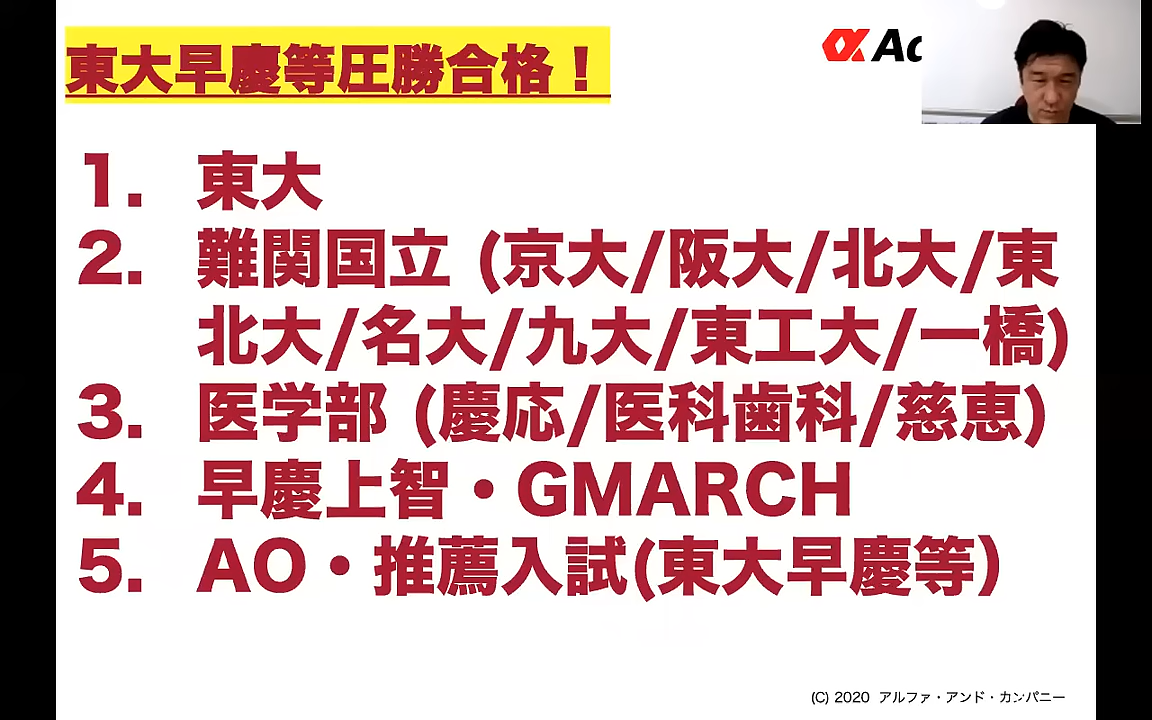 東大早慶等圧勝合格！
Ac
1. 東大
2. 難関国立 (京大/阪大/北大/東
北大/名大/九大/東工大/一橋)
3. 医学部 (慶応/医科歯科/慈恵)
4. 早慶上智・GMARCH
5. AO・推薦入試(東大早慶等）
(C) 2020 アルファ・アンド・カンパニー